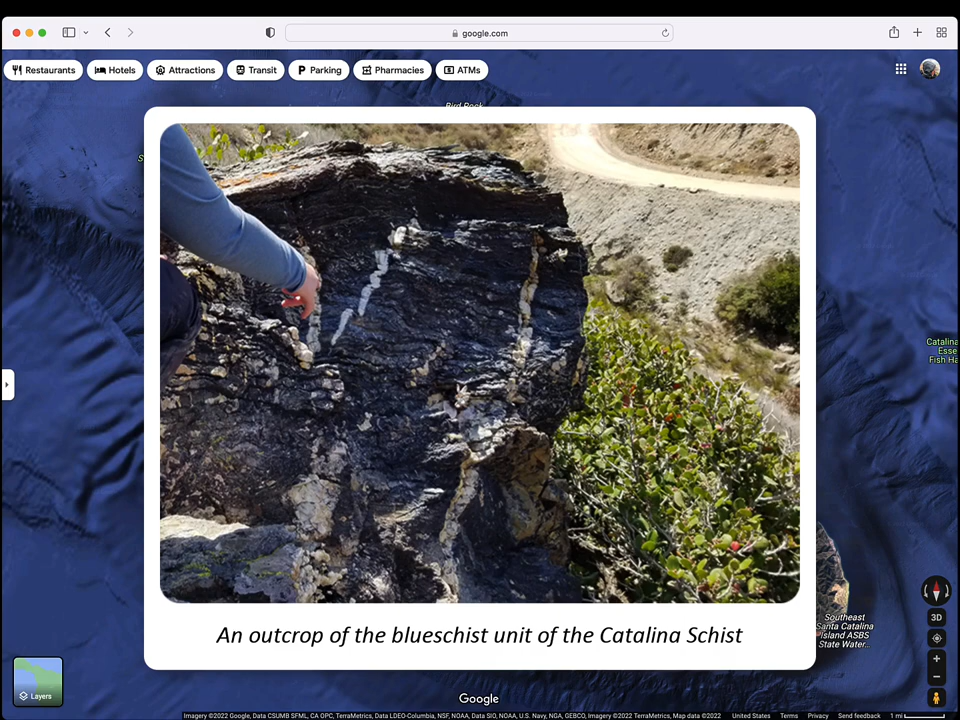 google.com
Restaurants
Hotels
Attractions
Transit
Parking
Pharmacies
ATMs
Bird Rock
S
An outcrop of the blueschist unit of the Catalina Schist
Catalina
Esse
Fish Ha
Southeast
Santa Catalina
Island ASBS
State Water...
3D
Layers
Google
Imagery ©2022 Google, Data CSUMB SFML, CA OPC, TerraMetrics, Data LDEO-Columbia, NSF, NOAA, Data SIO, NOAA, U.S. Navy, NGA, GEBCO, Imagery ©2022 TerraMetrics, Map data ©2022 United States Terms Privacy Send feedback 1 mi